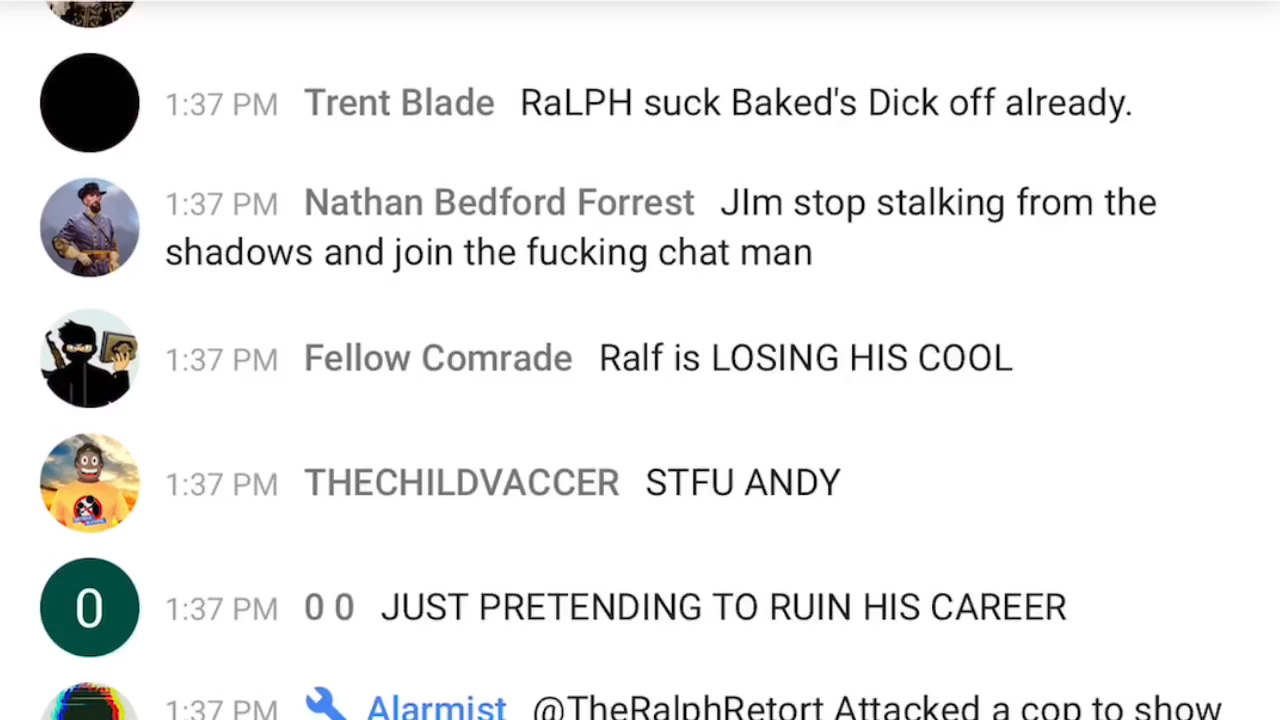 1:37 PM Trent Blade RaLPH suck Baked's Dick off already.
1:37 PM Nathan Bedford Forrest JIm stop stalking from the
shadows and join the fucking chat man
1:37 PM Fellow Comrade Ralf is LOSING HIS COOL
1:37 PM THECHILDVACCER STFU ANDY
0 1:37 PM 0 0 JUST PRETENDING TO RUIN HIS CAREER
1:37 PM Alarmist @TheRalphRetort Attacked a cop to show